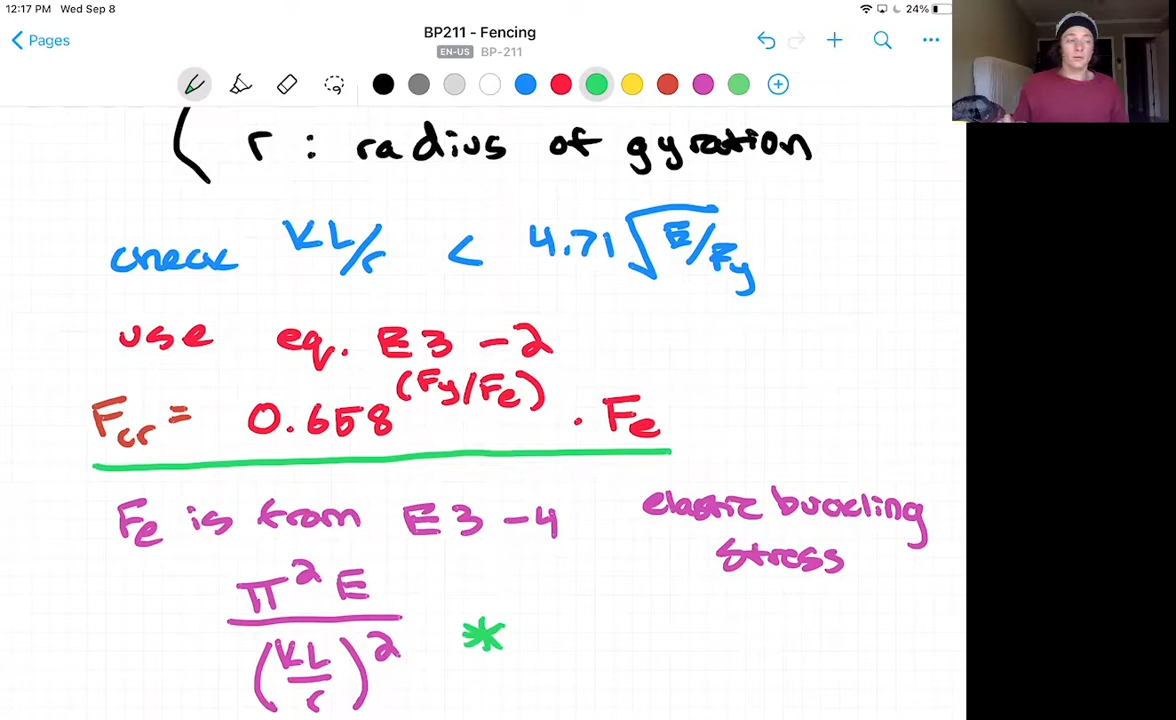 12:17 PM Wed Sep 8
24%
Pages
BP211 - Fencing
EN-US BP-211
r : radius of gyration
check KL/r < 4.71√E/Fy
use eq. E3-2
Fcr = 0.658^(Fy/Fe) · Fe
Fe is from E3-4
elastic buckling
stress
π² E
(KL/r)² *